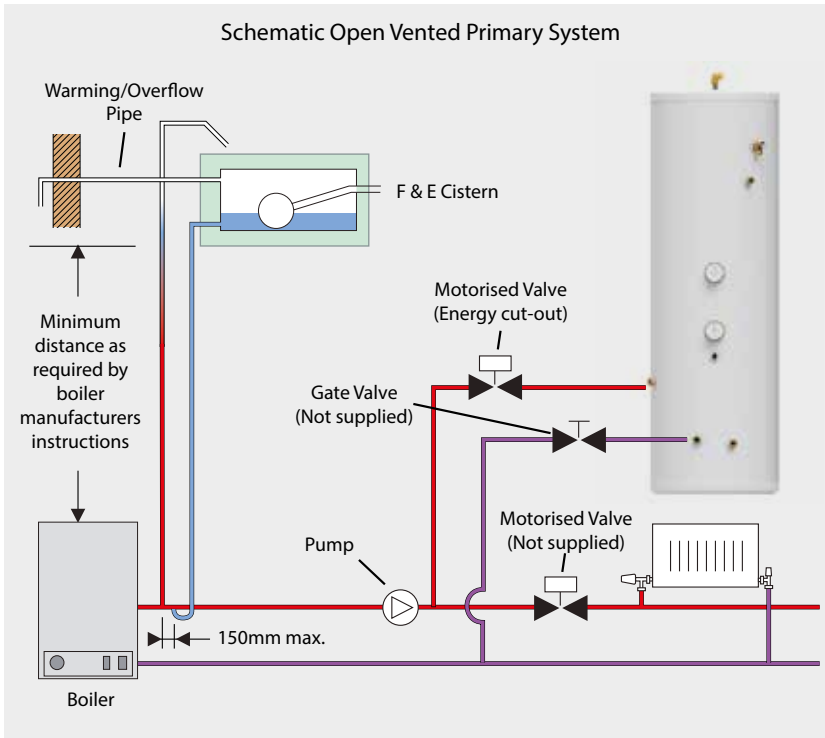 Schematic Open Vented Primary System
Warming/Overflow
Pipe
F & E Cistern
Minimum
distance as
required by
boiler
manufacturers
instructions
Motorised Valve
(Energy cut-out)
Gate Valve
(Not supplied)
Motorised Valve
(Not supplied)
Pump
150mm max.
Boiler